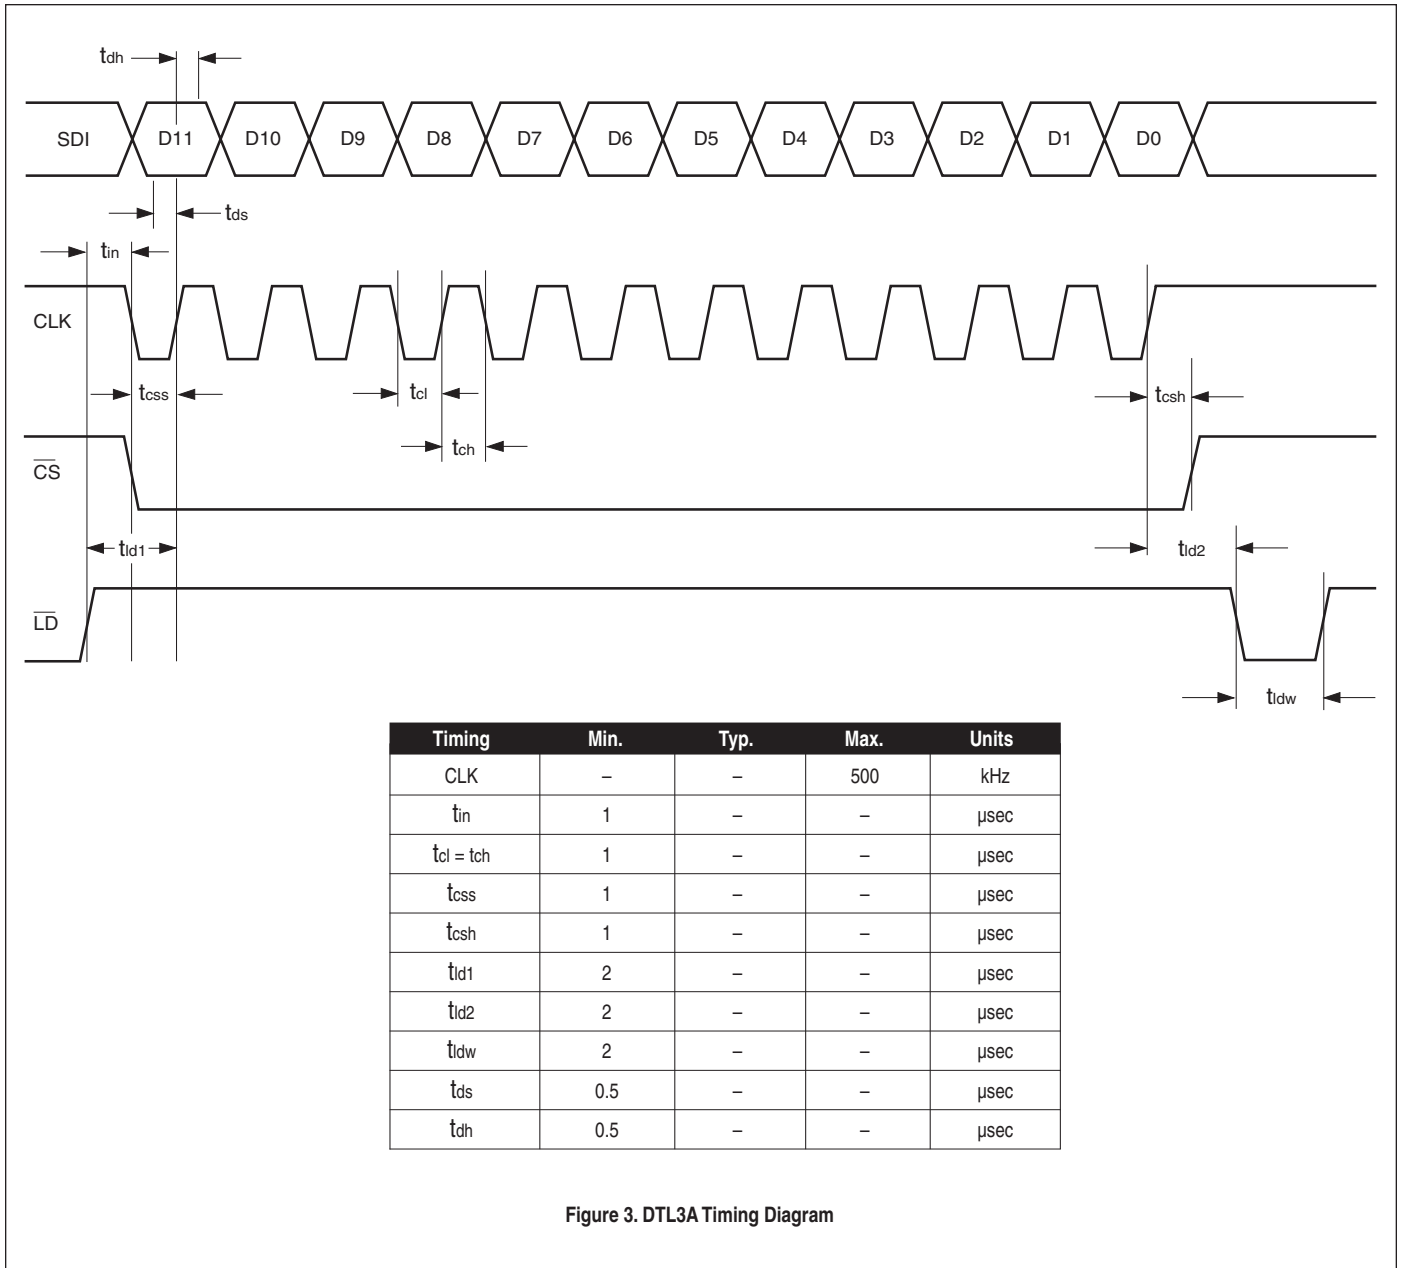 tdh
SDI D11 D10 D9 D8 D7 D6 D5 D4 D3 D2 D1 D0
tds
tin
CLK
tcss tcl tcsh
tch
CS
tld1 tld2
LD
tldw
Timing Min. Typ. Max. Units
CLK – – 500 kHz
tin 1 – – µsec
tcl = tch 1 – – µsec
tcss 1 – – µsec
tcsh 1 – – µsec
tld1 2 – – µsec
tld2 2 – – µsec
tldw 2 – – µsec
tds 0.5 – – µsec
tdh 0.5 – – µsec
Figure 3. DTL3A Timing Diagram